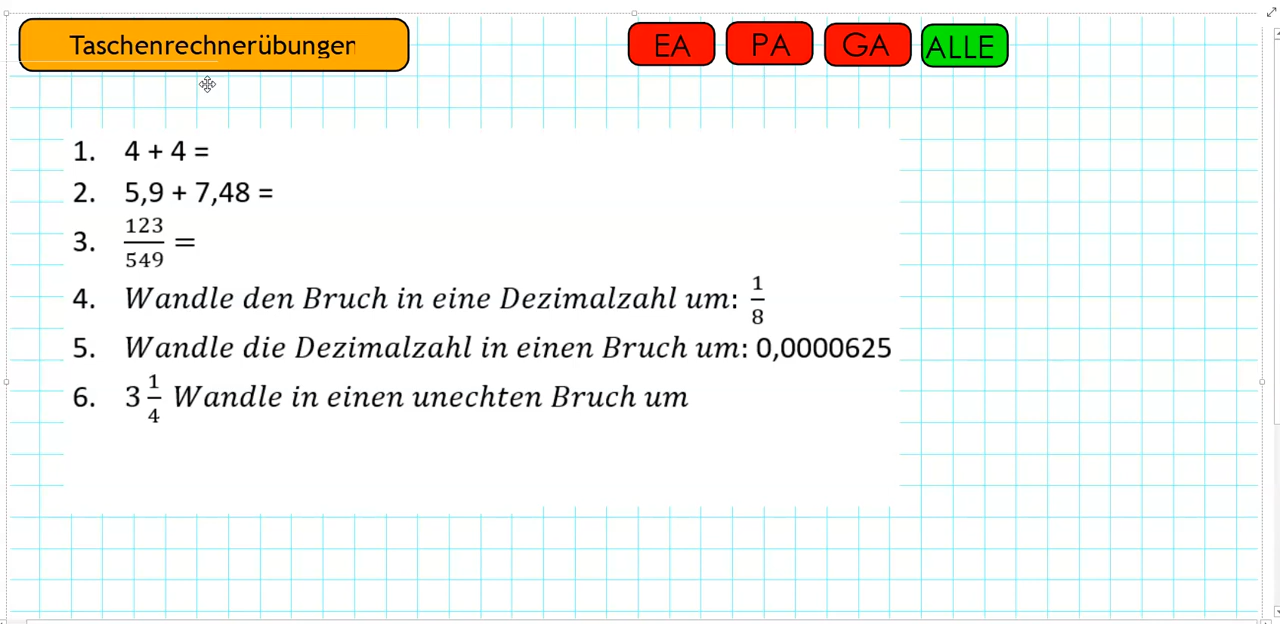 Taschenrechnerübungen
EA PA GA ALLE
1. 4 + 4 =
2. 5,9 + 7,48 =
3. 123/549 =
4. Wandle den Bruch in eine Dezimalzahl um: 1/8
5. Wandle die Dezimalzahl in einen Bruch um: 0,0000625
6. 3 1/4 Wandle in einen unechten Bruch um